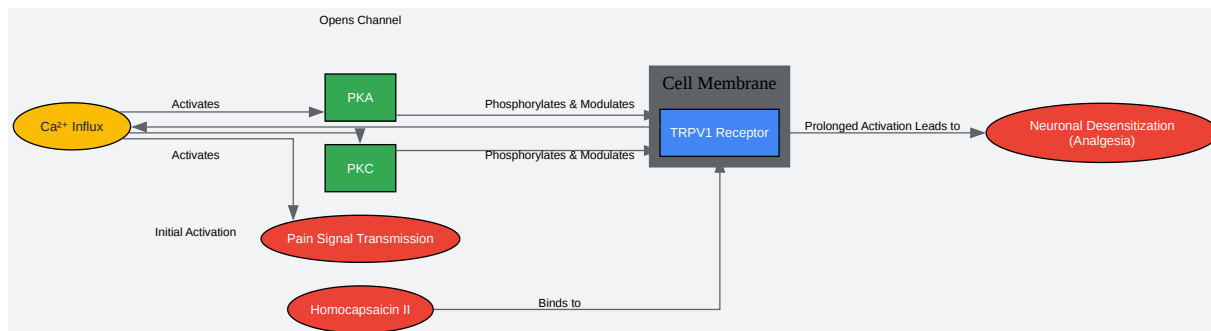 Opens Channel
Cell Membrane
PKA
Activates
Phosphorylates & Modulates
Ca²⁺ Influx
TRPV1 Receptor
Prolonged Activation Leads to
Neuronal Desensitization
(Analgesia)
Activates
Phosphorylates & Modulates
PKC
Initial Activation
Pain Signal Transmission
Homocapsaicin II
Binds to